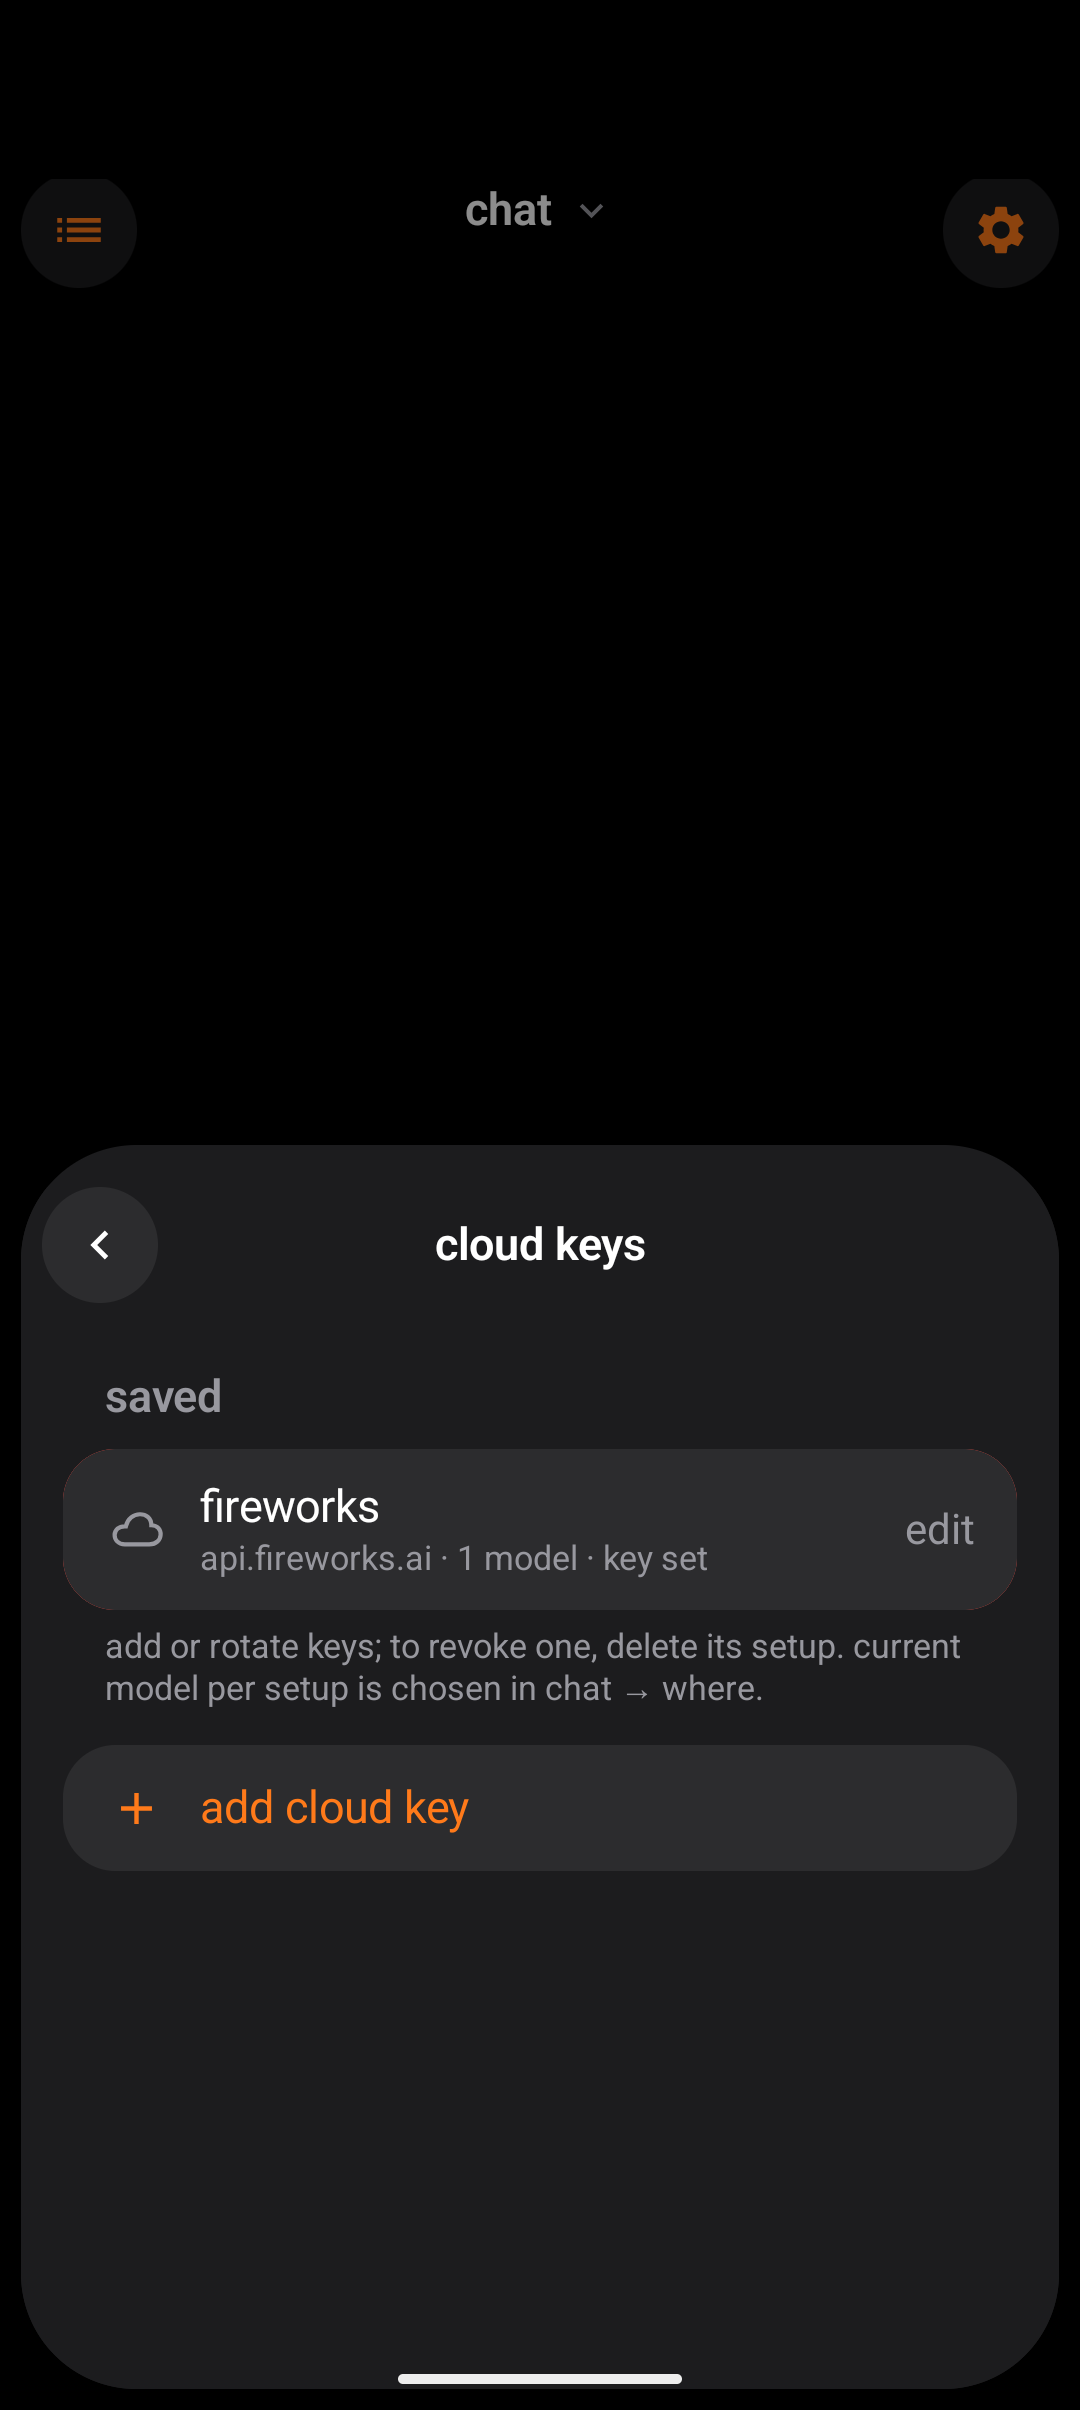 chat
cloud keys
saved
fireworks
api.fireworks.ai · 1 model · key set
edit
add or rotate keys; to revoke one, delete its setup. current
model per setup is chosen in chat → where.
add cloud key